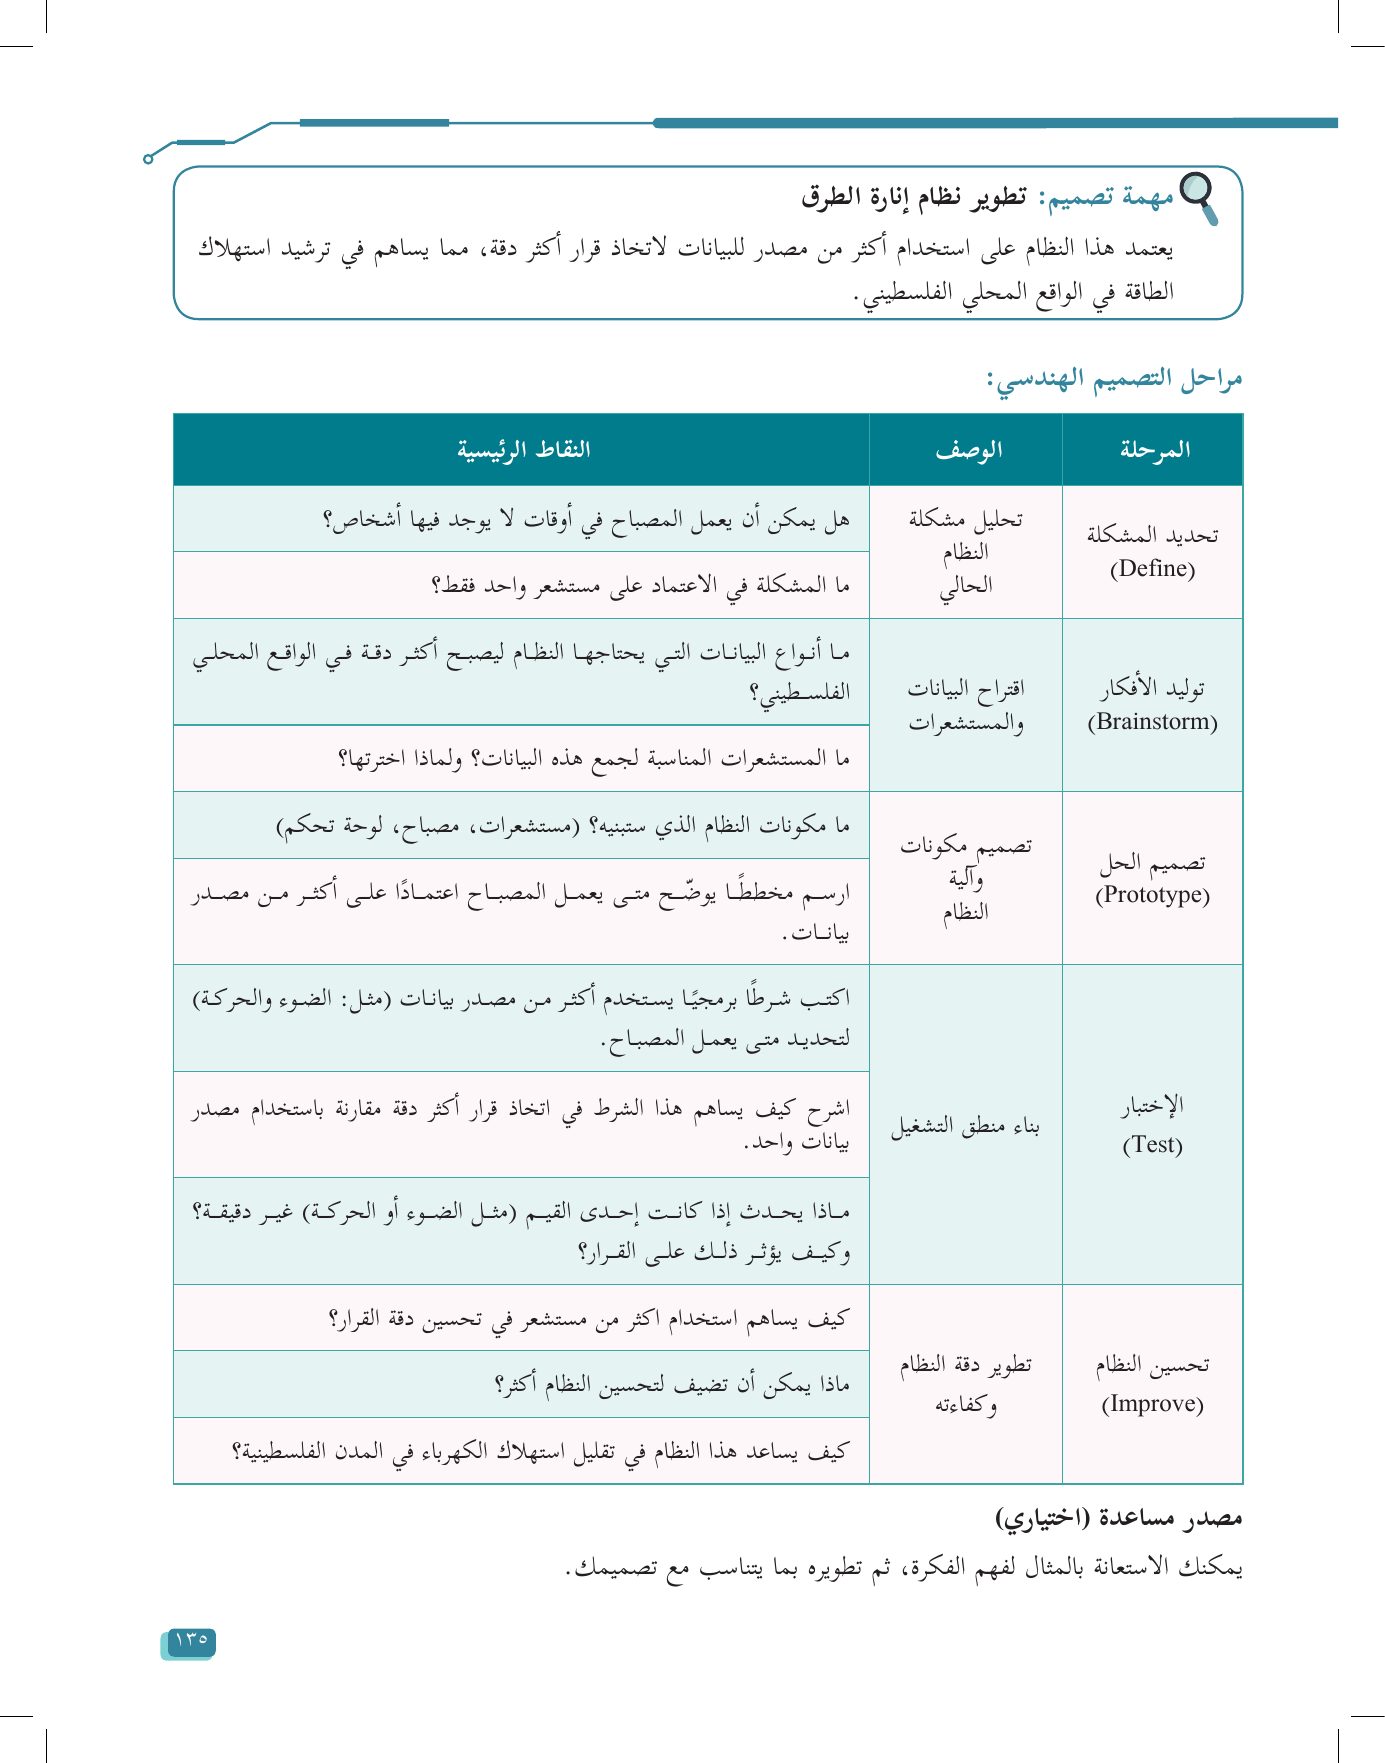 مهمة تصميم: تطوير نظام إنارة الطرق
يعتمد هذا النظام على استخدام أكثر من مصدر للبيانات لاتخاذ قرار أكثر دقة، مما يساهم في ترشيد استهلاك
الطاقة في الواقع المحلي الفلسطيني.
مراحل التصميم الهندسي:
المرحلة
الوصف
النقاط الرئيسية
تحديد المشكلة
(Define)
تحليل مشكلة
النظام
الحالي
هل يمكن أن يعمل المصباح في أوقات لا يوجد فيها أشخاص؟
ما المشكلة في الاعتماد على مستشعر واحد فقط؟
توليد الأفكار
(Brainstorm)
اقتراح البيانات
والمستشعرات
ما أنواع البيانات التي يحتاجها النظام ليصبح أكثر دقة في الواقع المحلي
الفلسطيني؟
ما المستشعرات المناسبة لجمع هذه البيانات؟ ولماذا اخترتها؟
تصميم الحل
(Prototype)
تصميم مكونات
وآلية
النظام
ما مكونات النظام الذي ستبنيه؟ (مستشعرات، مصباح، لوحة تحكم)
ارسم مخططًا يوضّح متى يعمل المصباح اعتمادًا على أكثر من مصدر
بيانات.
الإختبار
(Test)
بناء منطق التشغيل
اكتب شرطًا برمجيًا يستخدم أكثر من مصدر بيانات (مثل: الضوء والحركة)
لتحديد متى يعمل المصباح.
اشرح كيف يساهم هذا الشرط في اتخاذ قرار أكثر دقة مقارنة باستخدام مصدر
بيانات واحد.
ماذا يحدث إذا كانت إحدى القيم (مثل الضوء أو الحركة) غير دقيقة؟
وكيف يؤثر ذلك على القرار؟
تحسين النظام
(Improve)
تطوير دقة النظام
وكفاءته
كيف يساهم استخدام اكثر من مستشعر في تحسين دقة القرار؟
ماذا يمكن أن تضيف لتحسين النظام أكثر؟
كيف يساعد هذا النظام في تقليل استهلاك الكهرباء في المدن الفلسطينية؟
مصدر مساعدة (اختياري)
يمكنك الاستعانة بالمثال لفهم الفكرة، ثم تطويره بما يتناسب مع تصميمك.
١٣٥